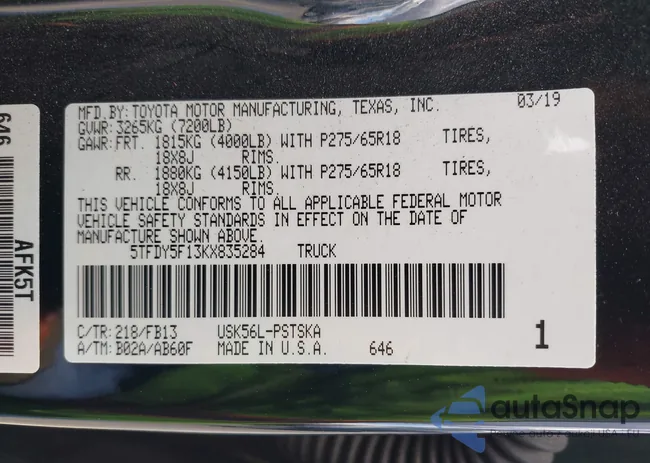 MFD.BY:TOYOTA MOTOR MANUFACTURING, TEXAS, INC. 03/19
GVWR: 3265KG (7200LB)
GAWR:FRT. 1815KG (4000LB) WITH P275/65R18 TIRES,
18X8J RIMS.
RR. 1880KG (4150LB) WITH P275/65R18 TIRES,
18X8J RIMS.
THIS VEHICLE CONFORMS TO ALL APPLICABLE FEDERAL MOTOR
VEHICLE SAFETY STANDARDS IN EFFECT ON THE DATE OF
MANUFACTURE SHOWN ABOVE.
5TFDY5F13KX835284 TRUCK
C/TR: 218/FB13 USK56L-PSTSKA
A/TM: B02A/AB60F MADE IN U.S.A. 646
1
646
AFK5T
autoSnap